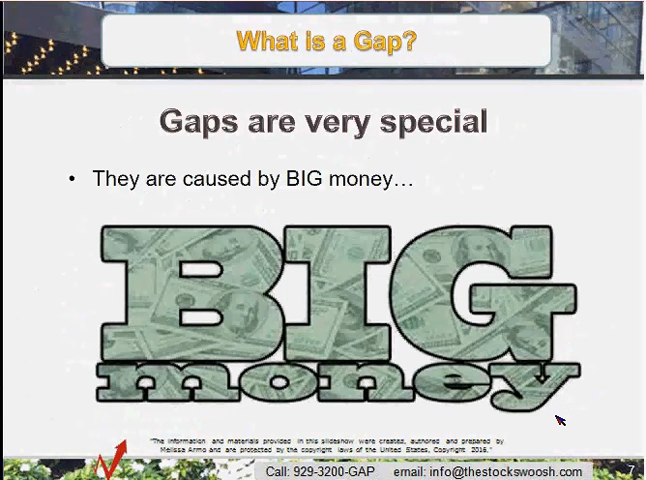 What is a Gap?
Gaps are very special
• They are caused by BIG money…
BIG
money
"The information and materials provided in this slideshow were created, authored and prepared by
Melissa Armo and are protected by the copyright laws of the United States, Copyright 2016."
Call: 929-3200-GAP email: info@thestockswoosh.com 7